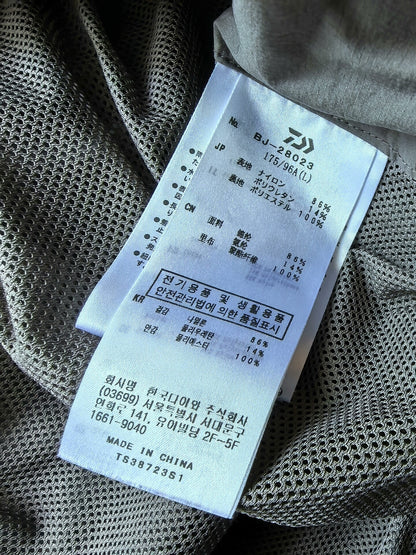 No. BJ-28023
175/96A(L)
JP
表地 ナイロン 86%
ポリウレタン 14%
裏地 ポリエステル 100%
CN
面料 锦纶 86%
氨纶 14%
里布 聚酯纤维 100%
전기용품 및 생활용품
안전관리법에 의한 품질표시
KR
겉감 나일론 86%
폴리우레탄 14%
안감 폴리에스터 100%
회사명 한국다이와 주식회사
(03699) 서울특별시 서대문구
연희로 141, 유이빌딩 2F-5F
1661-9040
MADE IN CHINA
TS38723S1